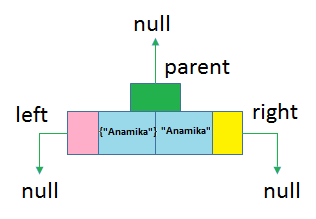 null
parent
left
right
{"Anamika"} "Anamika"
null
null